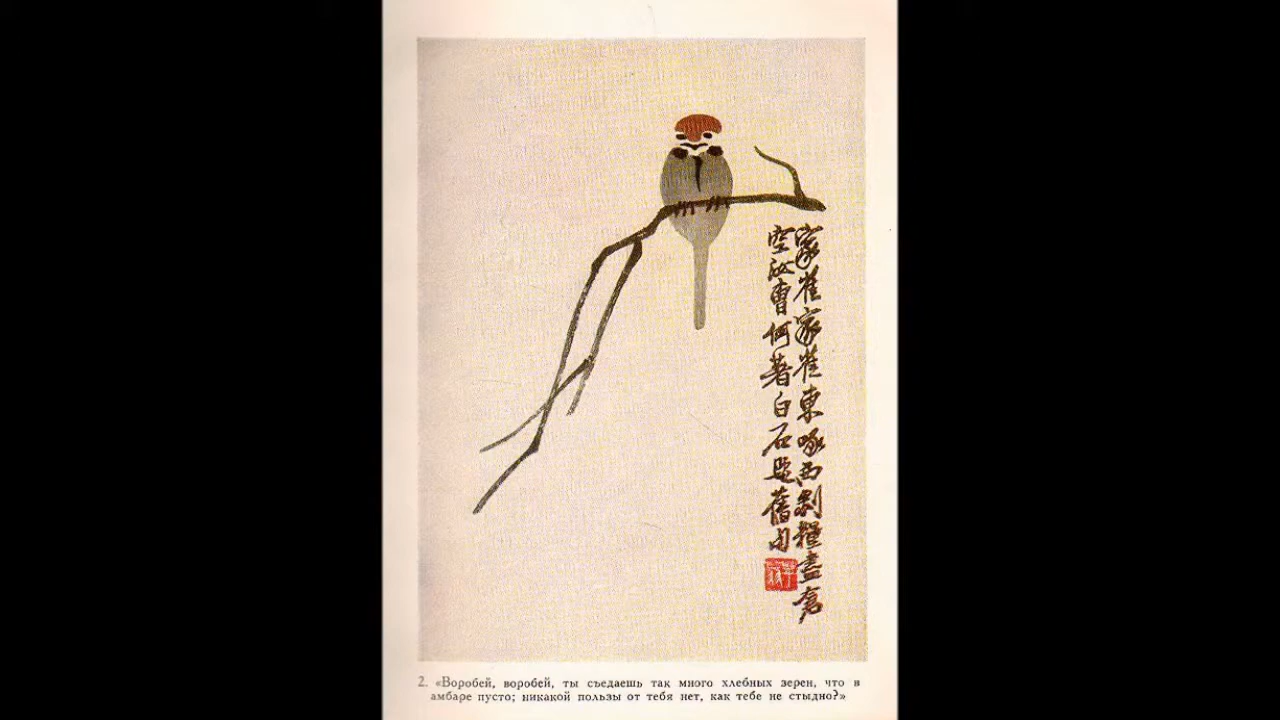 家雀家雀東啄西剝糧盡倉
空汝曹何著白石題舊句
2. «Воробей, воробей, ты съедаешь так много хлебных зерен, что в
амбаре пусто; никакой пользы от тебя нет, как тебе не стыдно?»